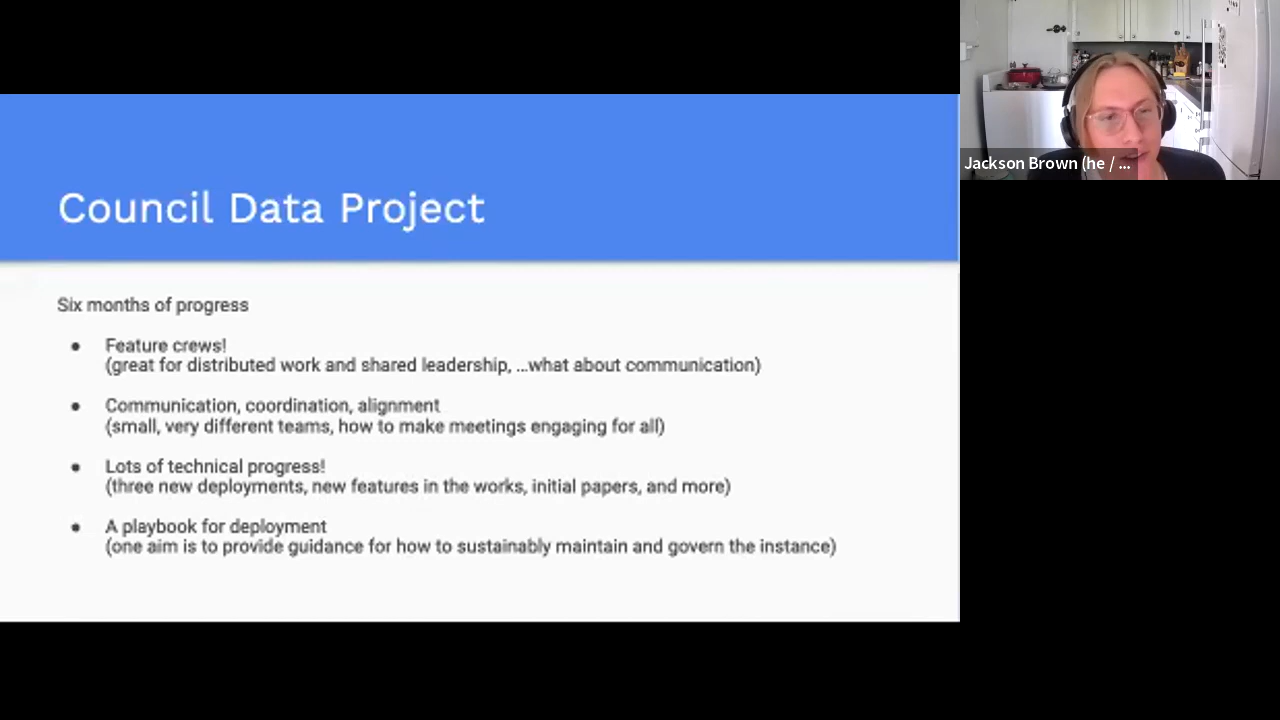 Council Data Project
Six months of progress
● Feature crews!
(great for distributed work and shared leadership, ...what about communication)
● Communication, coordination, alignment
(small, very different teams, how to make meetings engaging for all)
● Lots of technical progress!
(three new deployments, new features in the works, initial papers, and more)
● A playbook for deployment
(one aim is to provide guidance for how to sustainably maintain and govern the instance)
Jackson Brown (he / ...